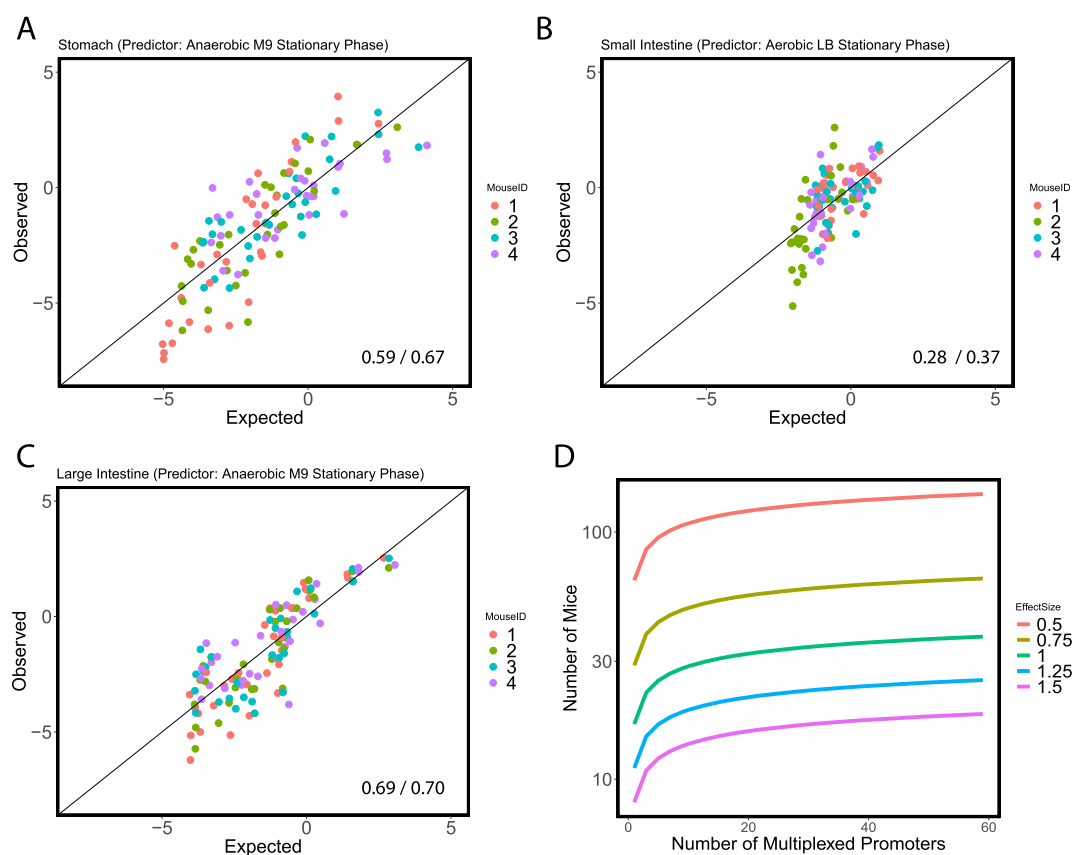 A
Stomach (Predictor: Anaerobic M9 Stationary Phase)
5
0
−5
Observed
−5
0
5
Expected
0.59 / 0.67
MouseID
1
2
3
4
B
Small Intestine (Predictor: Aerobic LB Stationary Phase)
5
0
−5
Observed
−5
0
5
Expected
0.28 / 0.37
MouseID
1
2
3
4
C
Large Intestine (Predictor: Anaerobic M9 Stationary Phase)
5
0
−5
Observed
−5
0
5
Expected
0.69 / 0.70
MouseID
1
2
3
4
D
100
30
10
Number of Mice
0
20
40
60
Number of Multiplexed Promoters
EffectSize
0.5
0.75
1
1.25
1.5